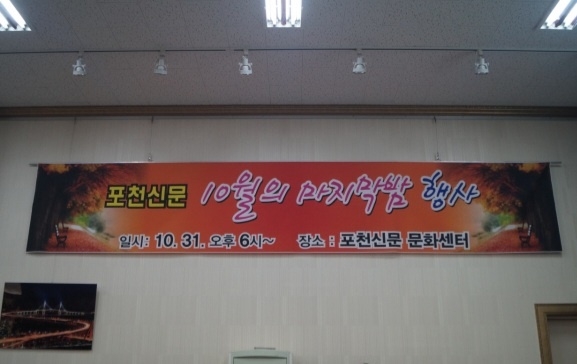 포천신문 10월의 마지막밤 행사
일시: 10. 31. 오후 6시~ 장소 : 포천신문 문화센터